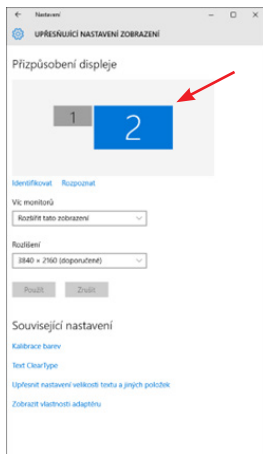 Nastavení
UPŘESŇUJÍCÍ NASTAVENÍ ZOBRAZENÍ
Přizpůsobení displeje
1
2
Identifikovat Rozpoznat
Víc monitorů
Rozšířit tato zobrazení
Rozlišení
3840 × 2160 (doporučené)
Použít Zrušit
Související nastavení
Kalibrace barev
Text ClearType
Upřesnit nastavení velikosti textu a jiných položek
Zobrazit vlastnosti adaptéru